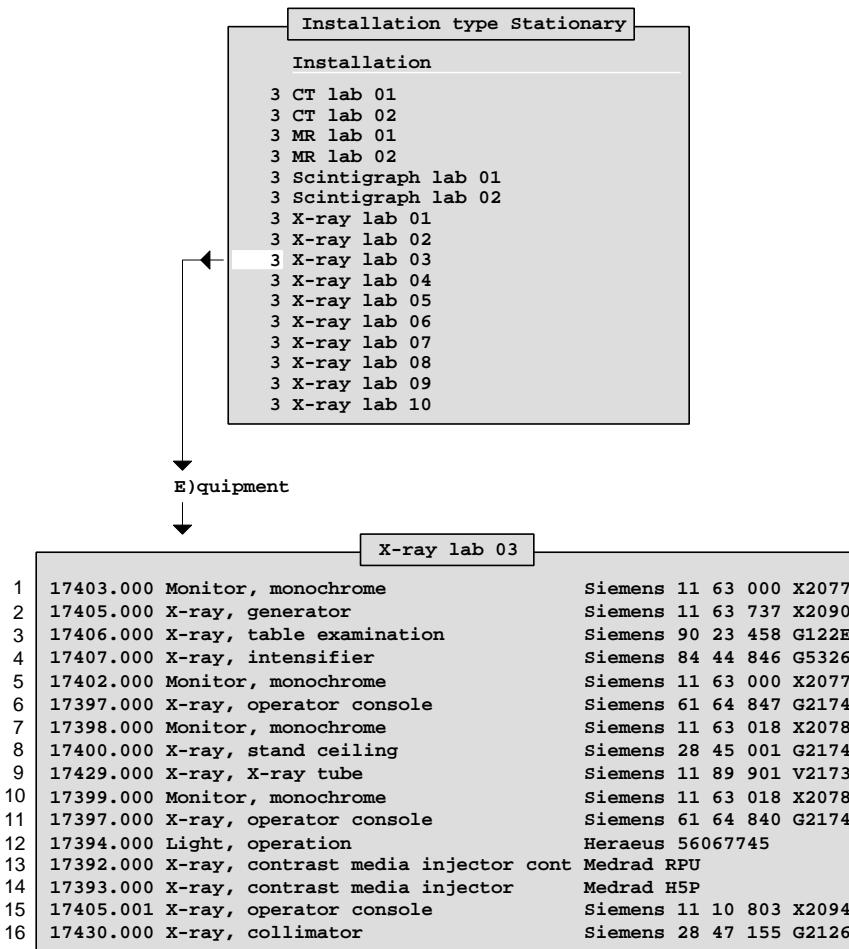 Installation type Stationary
Installation
3 CT lab 01
3 CT lab 02
3 MR lab 01
3 MR lab 02
3 Scintigraph lab 01
3 Scintigraph lab 02
3 X-ray lab 01
3 X-ray lab 02
3 X-ray lab 03
3 X-ray lab 04
3 X-ray lab 05
3 X-ray lab 06
3 X-ray lab 07
3 X-ray lab 08
3 X-ray lab 09
3 X-ray lab 10
E)quipment
X-ray lab 03
1 17403.000 Monitor, monochrome Siemens 11 63 000 X2077
2 17405.000 X-ray, generator Siemens 11 63 737 X2090
3 17406.000 X-ray, table examination Siemens 90 23 458 G122E
4 17407.000 X-ray, intensifier Siemens 84 44 846 G5326
5 17402.000 Monitor, monochrome Siemens 11 63 000 X2077
6 17397.000 X-ray, operator console Siemens 61 64 847 G2174
7 17398.000 Monitor, monochrome Siemens 11 63 018 X2078
8 17400.000 X-ray, stand ceiling Siemens 28 45 001 G2174
9 17429.000 X-ray, X-ray tube Siemens 11 89 901 V2173
10 17399.000 Monitor, monochrome Siemens 11 63 018 X2078
11 17397.000 X-ray, operator console Siemens 61 64 840 G2174
12 17394.000 Light, operation Heraeus 56067745
13 17392.000 X-ray, contrast media injector cont Medrad RPU
14 17393.000 X-ray, contrast media injector Medrad H5P
15 17405.001 X-ray, operator console Siemens 11 10 803 X2094
16 17430.000 X-ray, collimator Siemens 28 47 155 G2126